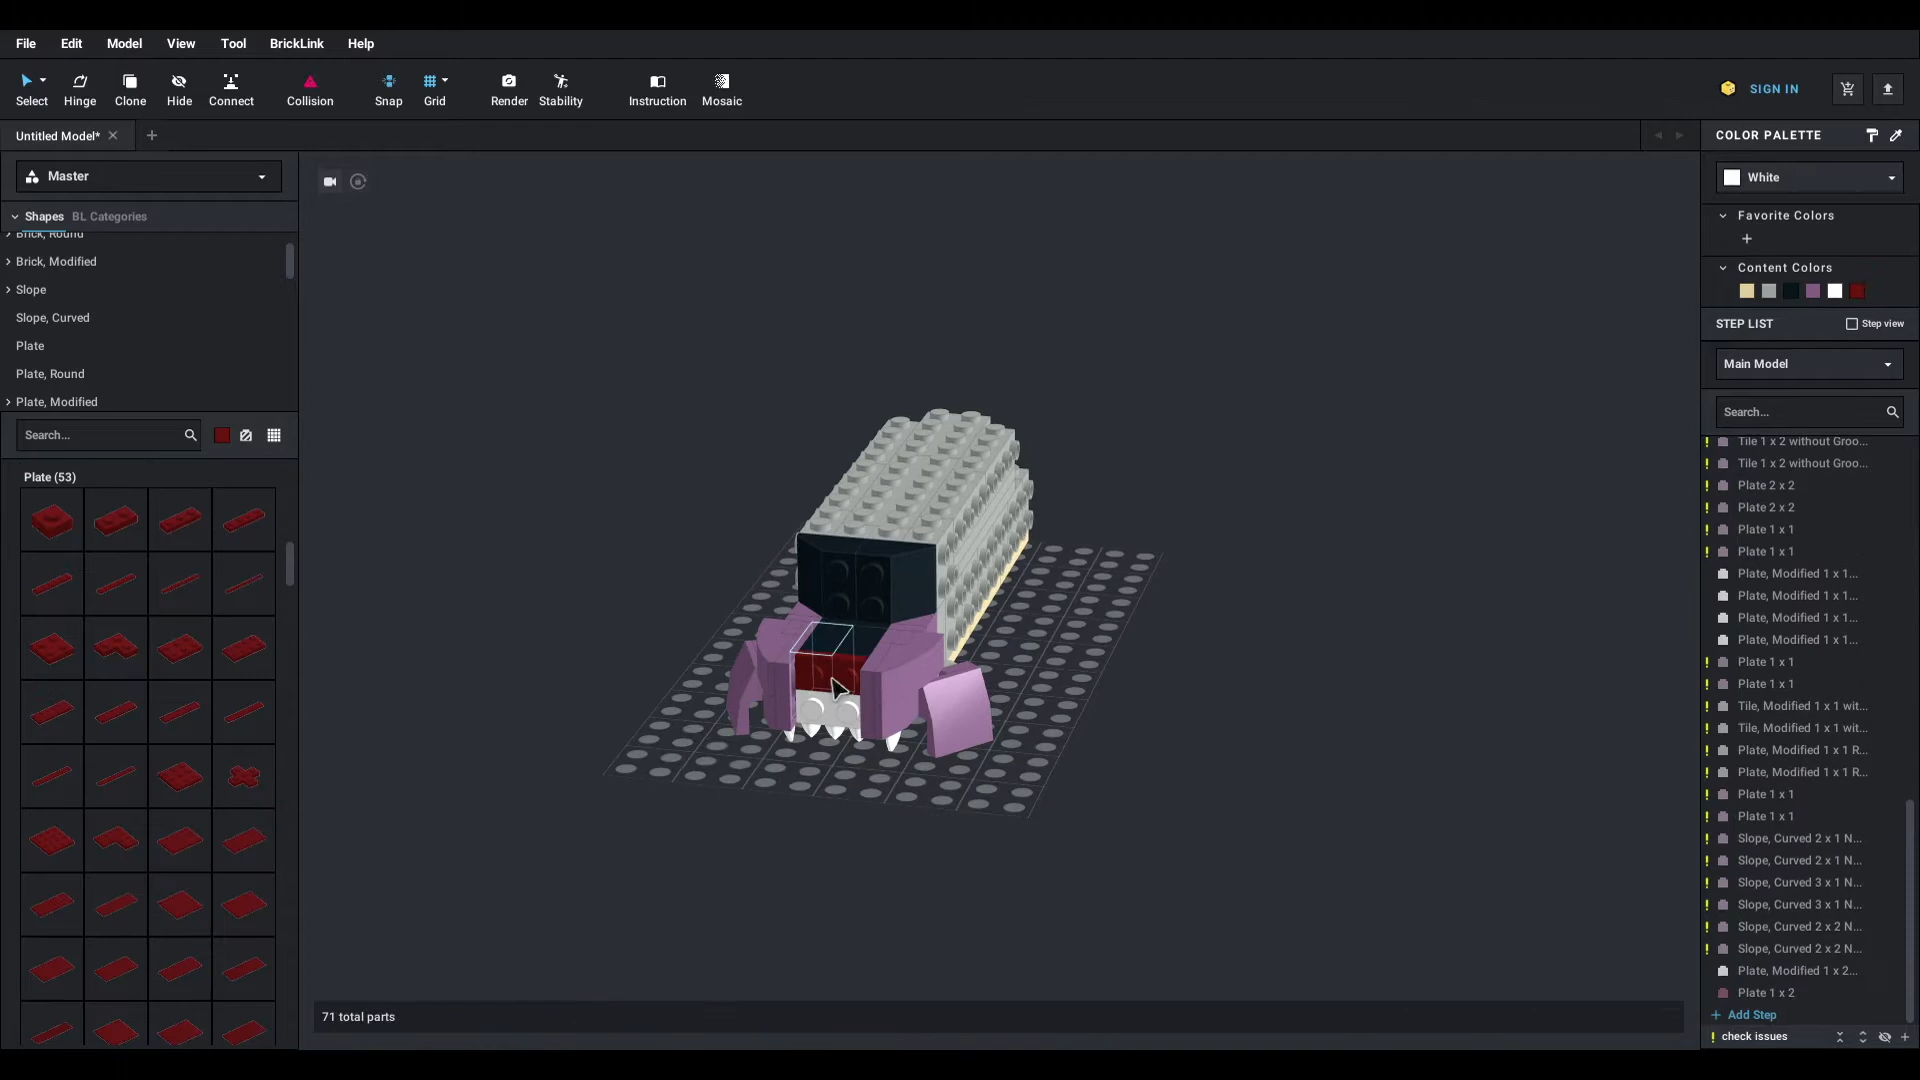 File Edit Model View Tool BrickLink Help
Select Hinge Clone Hide Connect Collision Snap Grid Render Stability Instruction Mosaic
SIGN IN
Untitled Model*
COLOR PALETTE
Master
White
Shapes BL Categories
Favorite Colors
Brick, Round
Brick, Modified
Content Colors
Slope
Slope, Curved
STEP LIST Step view
Plate
Main Model
Plate, Round
Plate, Modified
Search...
Search...
Plate (53)
Tile 1 x 2 without Groo...
Tile 1 x 2 without Groo...
Plate 2 x 2
Plate 2 x 2
Plate 1 x 1
Plate 1 x 1
Plate, Modified 1 x 1...
Plate, Modified 1 x 1...
Plate, Modified 1 x 1...
Plate, Modified 1 x 1...
Plate 1 x 1
Plate 1 x 1
Tile, Modified 1 x 1 wit...
Tile, Modified 1 x 1 wit...
Plate, Modified 1 x 1 R...
Plate, Modified 1 x 1 R...
Plate 1 x 1
Plate 1 x 1
Slope, Curved 2 x 1 N...
Slope, Curved 2 x 1 N...
Slope, Curved 3 x 1 N...
Slope, Curved 3 x 1 N...
Slope, Curved 2 x 2 N...
Slope, Curved 2 x 2 N...
Plate, Modified 1 x 2...
Plate 1 x 2
+ Add Step
71 total parts
! check issues